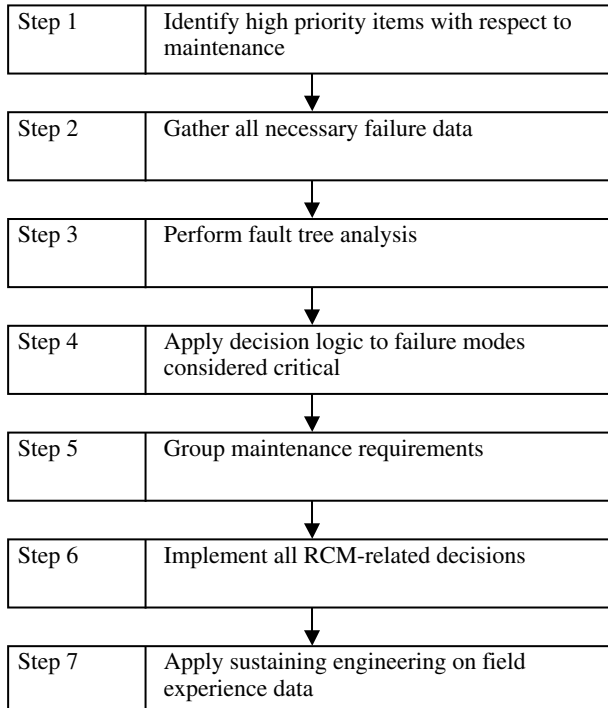 Step 1 Identify high priority items with respect to
maintenance
Step 2 Gather all necessary failure data
Step 3 Perform fault tree analysis
Step 4 Apply decision logic to failure modes
considered critical
Step 5 Group maintenance requirements
Step 6 Implement all RCM-related decisions
Step 7 Apply sustaining engineering on field
experience data